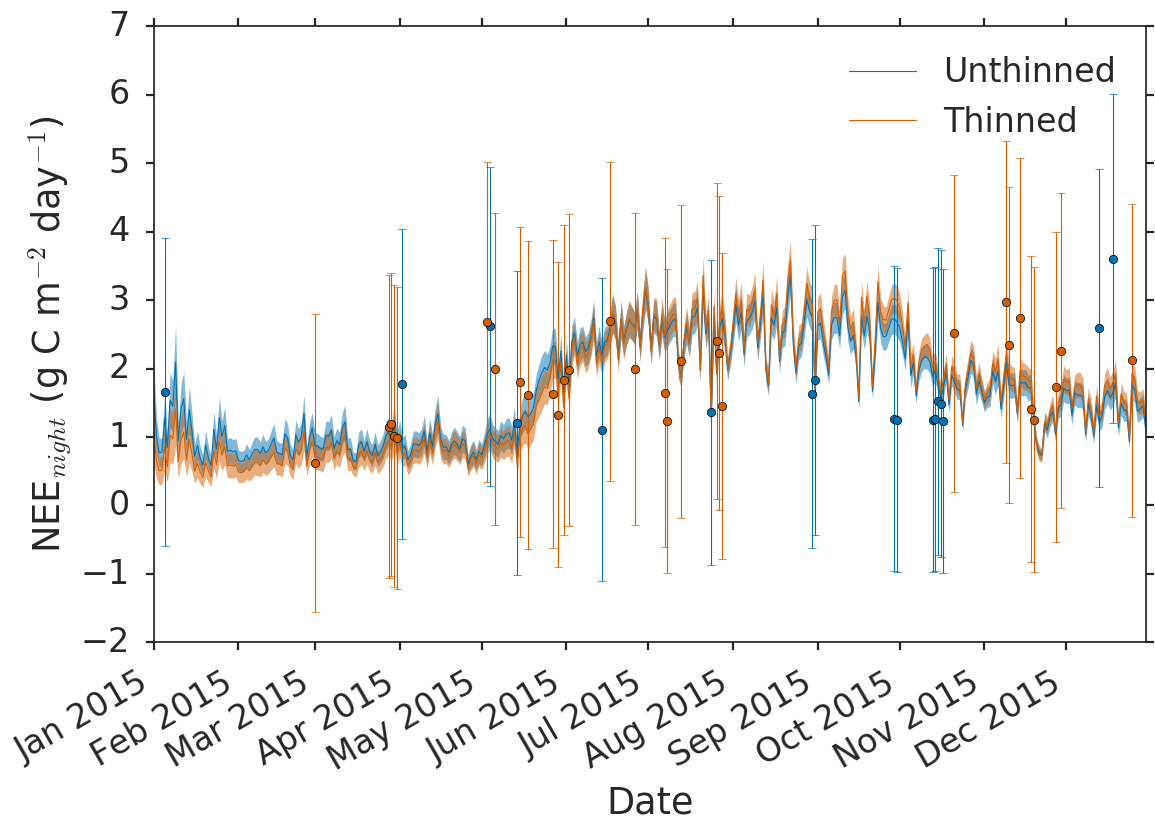 7
6
5
4
3
2
1
0
−1
−2
NEE_night (g C m⁻² day⁻¹)
Unthinned
Thinned
Jan 2015
Feb 2015
Mar 2015
Apr 2015
May 2015
Jun 2015
Jul 2015
Aug 2015
Sep 2015
Oct 2015
Nov 2015
Dec 2015
Date